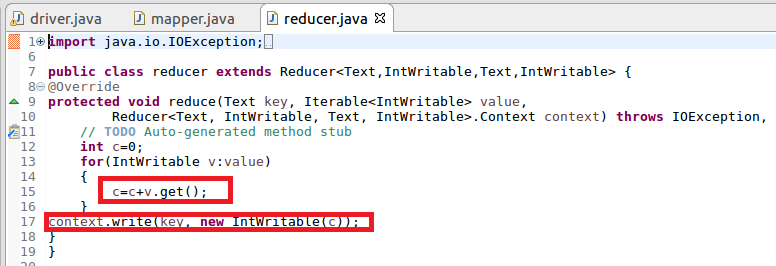 driver.java mapper.java reducer.java
1 import java.io.IOException;
6
7 public class reducer extends Reducer<Text,IntWritable,Text,IntWritable> {
8 @Override
9 protected void reduce(Text key, Iterable<IntWritable> value,
10 Reducer<Text, IntWritable, Text, IntWritable>.Context context) throws IOException,
11 // TODO Auto-generated method stub
12 int c=0;
13 for(IntWritable v:value)
14 {
15 c=c+v.get();
16 }
17 context.write(key, new IntWritable(c));
18 }
19 }
20